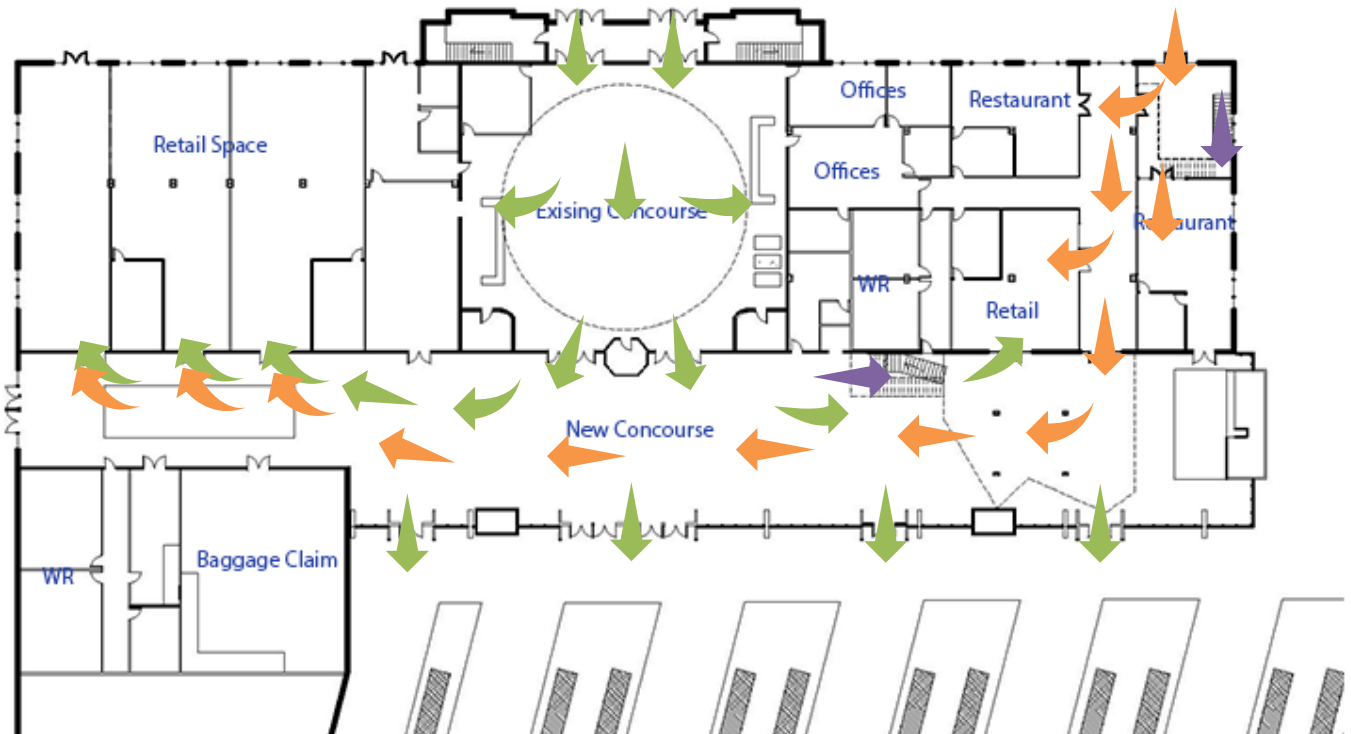 Offices
Restaurant
Retail Space
Offices
Exising Concourse
Restaurant
WR
Retail
New Concourse
Baggage Claim
WR